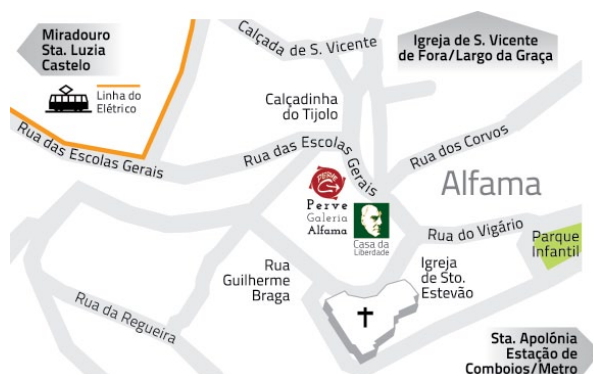 Miradouro
Sta. Luzia
Castelo
Linha do
Elétrico
Calçada de S. Vicente
Igreja de S. Vicente
de Fora/Largo da Graça
Calçadinha
do Tijolo
Rua das Escolas Gerais
Rua das Escolas Gerais
Rua dos Corvos
Alfama
PERVE
Perve
Galeria
Alfama
Casa da
Liberdade
Rua do Vigário
Parque
Infantil
Rua
Guilherme
Braga
Igreja
de Sto.
Estevão
Rua da Regueira
Sta. Apolónia
Estação de
Comboios/Metro